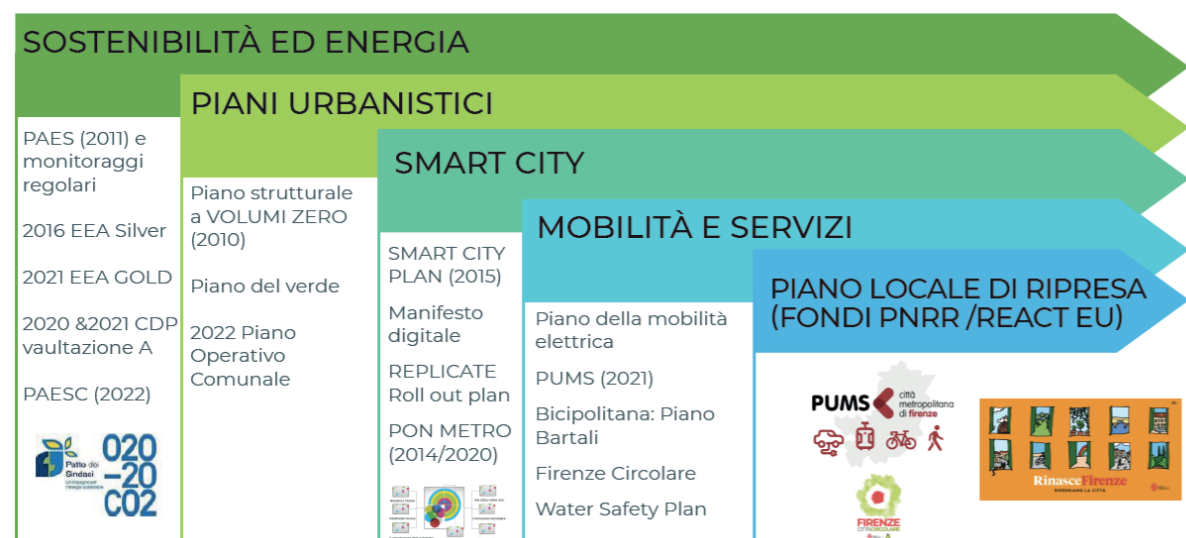 SOSTENIBILITÀ ED ENERGIA
PAES (2011) e
monitoraggi
regolari
2016 EEA Silver
2021 EEA GOLD
2020 &2021 CDP
vaultazione A
PAESC (2022)
Patto dei
Sindaci
020
-20
CO2
PIANI URBANISTICI
Piano strutturale
a VOLUMI ZERO
(2010)
Piano del verde
2022 Piano
Operativo
Comunale
SMART CITY
SMART CITY
PLAN (2015)
Manifesto
digitale
REPLICATE
Roll out plan
PON METRO
(2014/2020)
MOBILITÀ E SERVIZI
Piano della mobilità
elettrica
PUMS (2021)
Bicipolitana: Piano
Bartali
Firenze Circolare
Water Safety Plan
PIANO LOCALE DI RIPRESA
(FONDI PNRR /REACT EU)
PUMS
città
metropolitana
di firenze
FIRENZE
CITTÀCIRCOLARE
RinasceFirenze